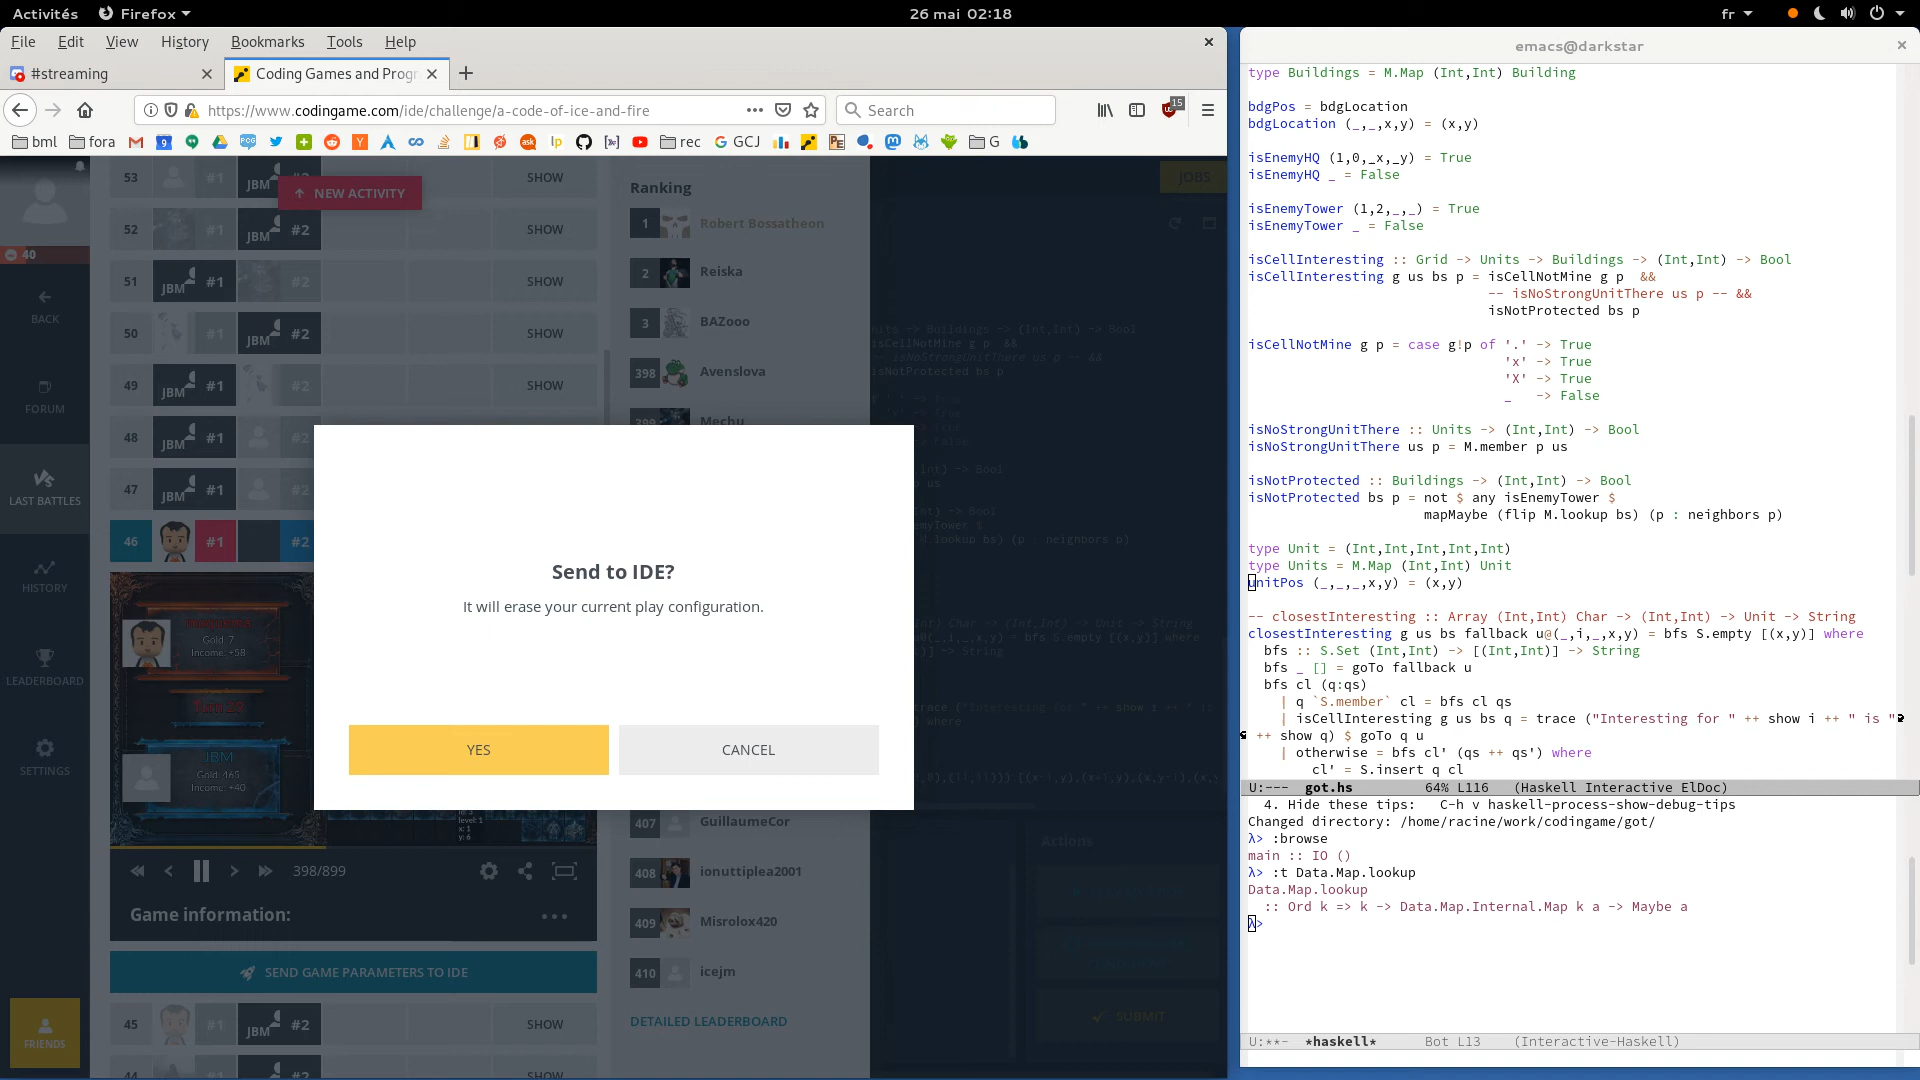 Activités
Firefox
26 mai 02:18
fr
File Edit View History Bookmarks Tools Help
emacs@darkstar
#streaming
Coding Games and Progr
https://www.codingame.com/ide/challenge/a-code-of-ice-and-fire
Search
15
bml
fora
rec
GCJ
G
40
BACK
FORUM
LAST BATTLES
HISTORY
LEADERBOARD
SETTINGS
FRIENDS
NEW ACTIVITY
53 #1 JBM SHOW
52 #1 JBM #2 SHOW
51 JBM #1 #2 SHOW
50 #1 JBM #2 SHOW
49 JBM #1 #2 SHOW
48 JBM #1 #2
47 JBM #1 #2
46 #1 #2
Gold: 7
Income: +58
JBM
Gold: 465
Income: +40
level: 1
x: 1
y: 6
398/899
Game information:
SEND GAME PARAMETERS TO IDE
45 #1 JBM #2 SHOW
44
Ranking
1 Robert Bossatheon
2 Reiska
3 BAZooo
398 Avenslova
399 Mechu
407 GuillaumeCor
408 ionuttiplea2001
409 Misrolox420
410 icejm
DETAILED LEADERBOARD
JOBS
Actions
SUBMIT
Send to IDE?
It will erase your current play configuration.
YES
CANCEL
type Buildings = M.Map (Int,Int) Building
bdgPos = bdgLocation
bdgLocation (_,_,x,y) = (x,y)
isEnemyHQ (1,0,_x,_y) = True
isEnemyHQ _ = False
isEnemyTower (1,2,_,_) = True
isEnemyTower _ = False
isCellInteresting :: Grid -> Units -> Buildings -> (Int,Int) -> Bool
isCellInteresting g us bs p = isCellNotMine g p &&
-- isNoStrongUnitThere us p -- &&
isNotProtected bs p
isCellNotMine g p = case g!p of '.' -> True
'x' -> True
'X' -> True
_ -> False
isNoStrongUnitThere :: Units -> (Int,Int) -> Bool
isNoStrongUnitThere us p = M.member p us
isNotProtected :: Buildings -> (Int,Int) -> Bool
isNotProtected bs p = not $ any isEnemyTower $
mapMaybe (flip M.lookup bs) (p : neighbors p)
type Unit = (Int,Int,Int,Int,Int)
type Units = M.Map (Int,Int) Unit
unitPos (_,_,_,x,y) = (x,y)
-- closestInteresting :: Array (Int,Int) Char -> (Int,Int) -> Unit -> String
closestInteresting g us bs fallback u@(_,i,_,x,y) = bfs S.empty [(x,y)] where
bfs :: S.Set (Int,Int) -> [(Int,Int)] -> String
bfs _ [] = goTo fallback u
bfs cl (q:qs)
| q `S.member` cl = bfs cl qs
| isCellInteresting g us bs q = trace ("Interesting for " ++ show i ++ " is "
++ show q) $ goTo q u
| otherwise = bfs cl' (qs ++ qs') where
cl' = S.insert q cl
U:--- got.hs 64% L116 (Haskell Interactive ElDoc)
4. Hide these tips: C-h v haskell-process-show-debug-tips
Changed directory: /home/racine/work/codingame/got/
λ> :browse
main :: IO ()
λ> :t Data.Map.lookup
Data.Map.lookup
:: Ord k => k -> Data.Map.Internal.Map k a -> Maybe a
λ>
U:**- *haskell* Bot L13 (Interactive-Haskell)